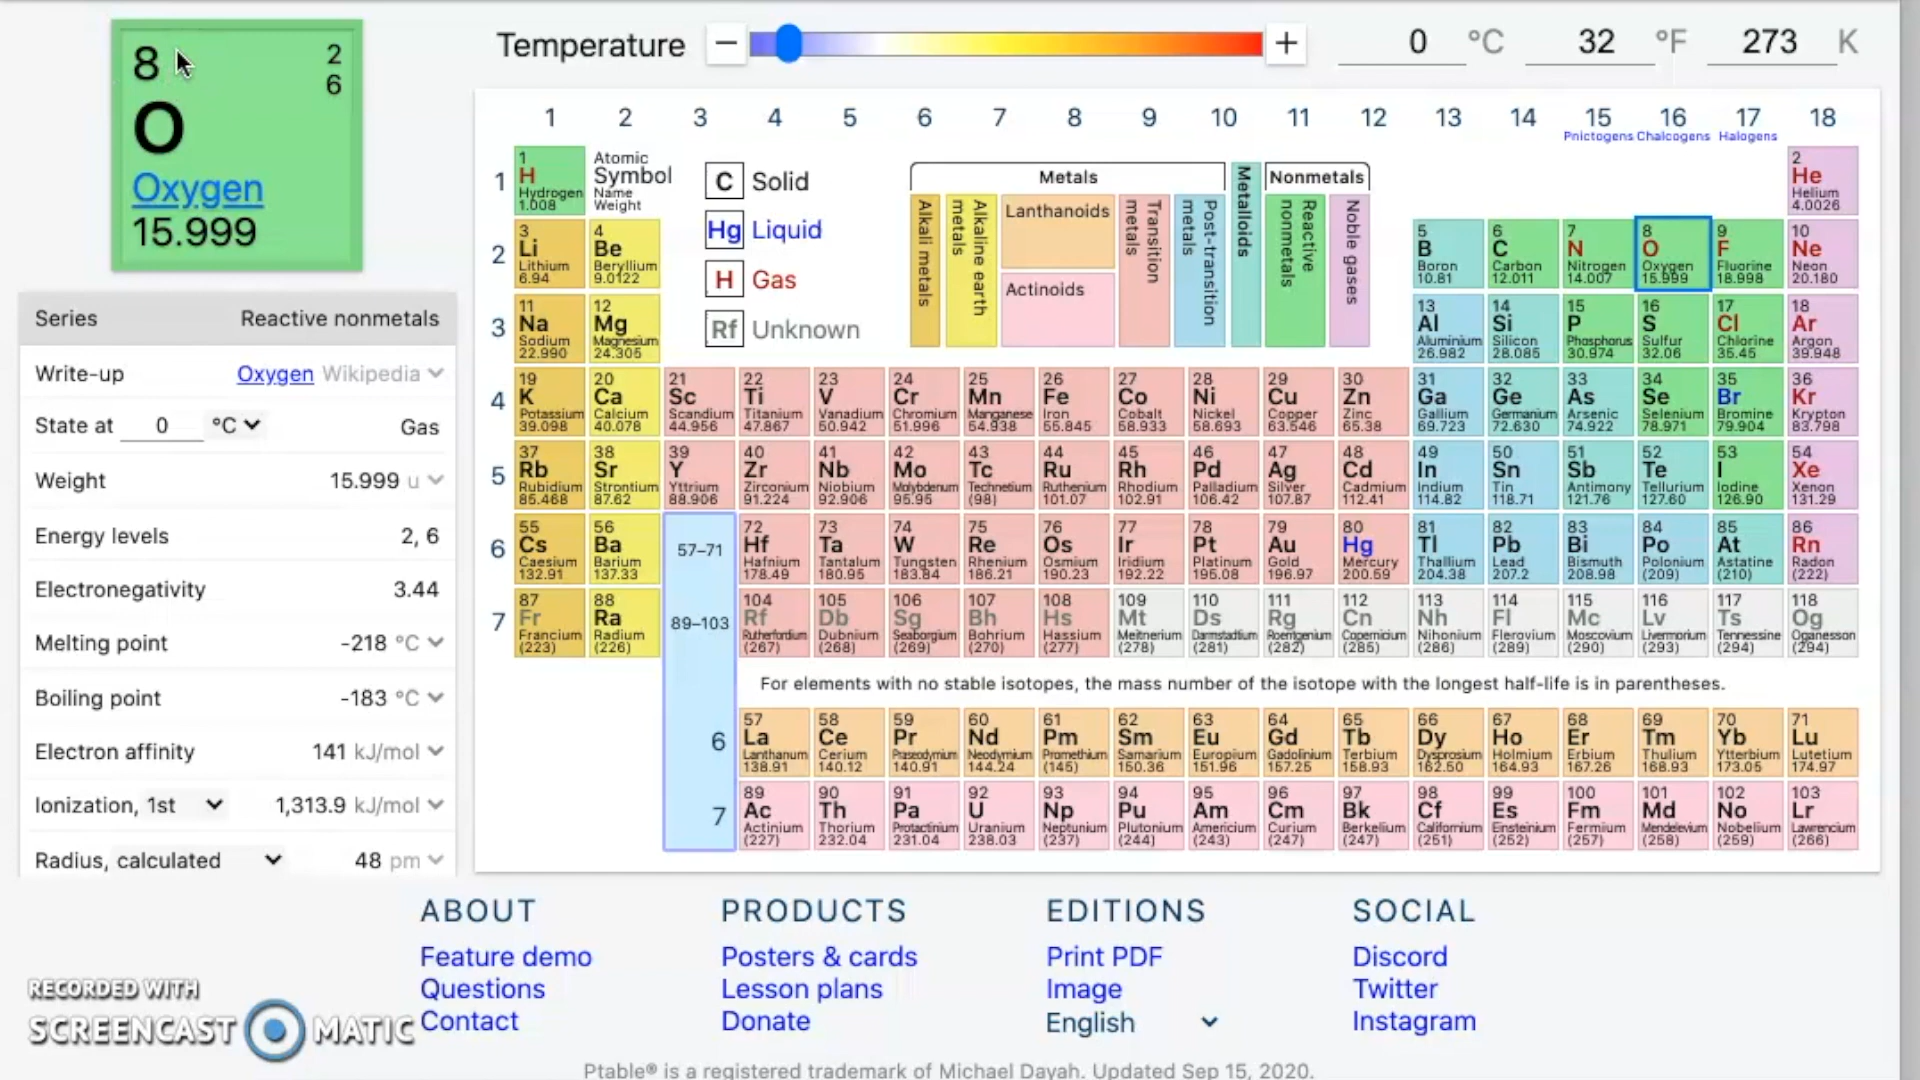 8 2
6
O
Oxygen
15.999
Temperature − + 0 °C 32 °F 273 K
Series Reactive nonmetals
Write-up Oxygen Wikipedia
State at 0 °C Gas
Weight 15.999 u
Energy levels 2, 6
Electronegativity 3.44
Melting point -218 °C
Boiling point -183 °C
Electron affinity 141 kJ/mol
Ionization, 1st 1,313.9 kJ/mol
Radius, calculated 48 pm
1 2 3 4 5 6 7 8 9 10 11 12 13 14 15 16 17 18
Pnictogens Chalcogens Halogens
Atomic
Symbol
Name
Weight
C Solid
Hg Liquid
H Gas
Rf Unknown
Metals
Nonmetals
Alkali metals
Alkaline earth metals
Lanthanoids
Actinoids
Transition metals
Post-transition metals
Metalloids
Reactive nonmetals
Noble gases
1
1 2
H He
Hydrogen Helium
1.008 4.0026
2
3 4 5 6 7 8 9 10
Li Be B C N O F Ne
Lithium Beryllium Boron Carbon Nitrogen Oxygen Fluorine Neon
6.94 9.0122 10.81 12.011 14.007 15.999 18.998 20.180
3
11 12 13 14 15 16 17 18
Na Mg Al Si P S Cl Ar
Sodium Magnesium Aluminium Silicon Phosphorus Sulfur Chlorine Argon
22.990 24.305 26.982 28.085 30.974 32.06 35.45 39.948
4
19 20 21 22 23 24 25 26 27 28 29 30 31 32 33 34 35 36
K Ca Sc Ti V Cr Mn Fe Co Ni Cu Zn Ga Ge As Se Br Kr
Potassium Calcium Scandium Titanium Vanadium Chromium Manganese Iron Cobalt Nickel Copper Zinc Gallium Germanium Arsenic Selenium Bromine Krypton
39.098 40.078 44.956 47.867 50.942 51.996 54.938 55.845 58.933 58.693 63.546 65.38 69.723 72.630 74.922 78.971 79.904 83.798
5
37 38 39 40 41 42 43 44 45 46 47 48 49 50 51 52 53 54
Rb Sr Y Zr Nb Mo Tc Ru Rh Pd Ag Cd In Sn Sb Te I Xe
Rubidium Strontium Yttrium Zirconium Niobium Molybdenum Technetium Ruthenium Rhodium Palladium Silver Cadmium Indium Tin Antimony Tellurium Iodine Xenon
85.468 87.62 88.906 91.224 92.906 95.95 (98) 101.07 102.91 106.42 107.87 112.41 114.82 118.71 121.76 127.60 126.90 131.29
6
55 56 57–71 72 73 74 75 76 77 78 79 80 81 82 83 84 85 86
Cs Ba Hf Ta W Re Os Ir Pt Au Hg Tl Pb Bi Po At Rn
Caesium Barium Hafnium Tantalum Tungsten Rhenium Osmium Iridium Platinum Gold Mercury Thallium Lead Bismuth Polonium Astatine Radon
132.91 137.33 178.49 180.95 183.84 186.21 190.23 192.22 195.08 196.97 200.59 204.38 207.2 208.98 (209) (210) (222)
7
87 88 89–103 104 105 106 107 108 109 110 111 112 113 114 115 116 117 118
Fr Ra Rf Db Sg Bh Hs Mt Ds Rg Cn Nh Fl Mc Lv Ts Og
Francium Radium Rutherfordium Dubnium Seaborgium Bohrium Hassium Meitnerium Darmstadtium Roentgenium Copernicium Nihonium Flerovium Moscovium Livermorium Tennessine Oganesson
(223) (226) (267) (268) (269) (270) (277) (278) (281) (282) (285) (286) (289) (290) (293) (294) (294)
For elements with no stable isotopes, the mass number of the isotope with the longest half-life is in parentheses.
6
57 58 59 60 61 62 63 64 65 66 67 68 69 70 71
La Ce Pr Nd Pm Sm Eu Gd Tb Dy Ho Er Tm Yb Lu
Lanthanum Cerium Praseodymium Neodymium Promethium Samarium Europium Gadolinium Terbium Dysprosium Holmium Erbium Thulium Ytterbium Lutetium
138.91 140.12 140.91 144.24 (145) 150.36 151.96 157.25 158.93 162.50 164.93 167.26 168.93 173.05 174.97
7
89 90 91 92 93 94 95 96 97 98 99 100 101 102 103
Ac Th Pa U Np Pu Am Cm Bk Cf Es Fm Md No Lr
Actinium Thorium Protactinium Uranium Neptunium Plutonium Americium Curium Berkelium Californium Einsteinium Fermium Mendelevium Nobelium Lawrencium
(227) 232.04 231.04 238.03 (237) (244) (243) (247) (247) (251) (252) (257) (258) (259) (266)
ABOUT PRODUCTS EDITIONS SOCIAL
Feature demo Posters & cards Print PDF Discord
Questions Lesson plans Image Twitter
Contact Donate English Instagram
RECORDED WITH
SCREENCAST MATIC
Ptable® is a registered trademark of Michael Dayah. Updated Sep 15, 2020.